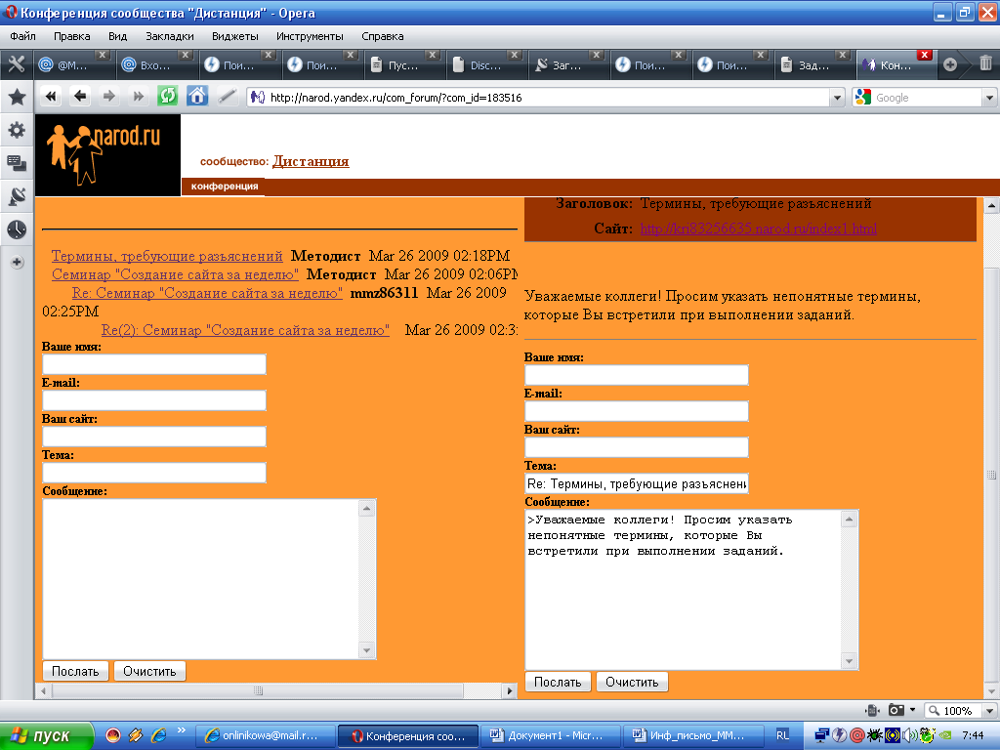 Конференция сообщества "Дистанция" - Opera
Файл Правка Вид Закладки Виджеты Инструменты Справка
@М... Вхо... Пои... Пои... Пус... Disc... Заг... Пои... Пои... Зад... Кон...
http://narod.yandex.ru/com_forum/?com_id=183516
Google
narod.ru
сообщество: Дистанция
конференция
Термины, требующие разъяснений Методист Mar 26 2009 02:18PM
Семинар "Создание сайта за неделю" Методист Mar 26 2009 02:06PM
Re: Семинар "Создание сайта за неделю" mmz86311 Mar 26 2009
02:25PM
Re(2): Семинар "Создание сайта за неделю" Mar 26 2009 02:3
Ваше имя:
E-mail:
Ваш сайт:
Тема:
Сообщение:
Послать Очистить
Заголовок: Термины, требующие разъяснений
Сайт: http://kri83256635.narod.ru/index1.html
Уважаемые коллеги! Просим указать непонятные термины,
которые Вы встретили при выполнении заданий.
Ваше имя:
E-mail:
Ваш сайт:
Тема:
Re: Термины, требующие разъяснени
Сообщение:
>Уважаемые коллеги! Просим указать
непонятные термины, которые Вы
встретили при выполнении заданий.
Послать Очистить
100%
пуск
onlinikowa@mail.r...
Конференция соо...
Документ1 - Micr...
Инф_письмо_ММ...
RL
7:44